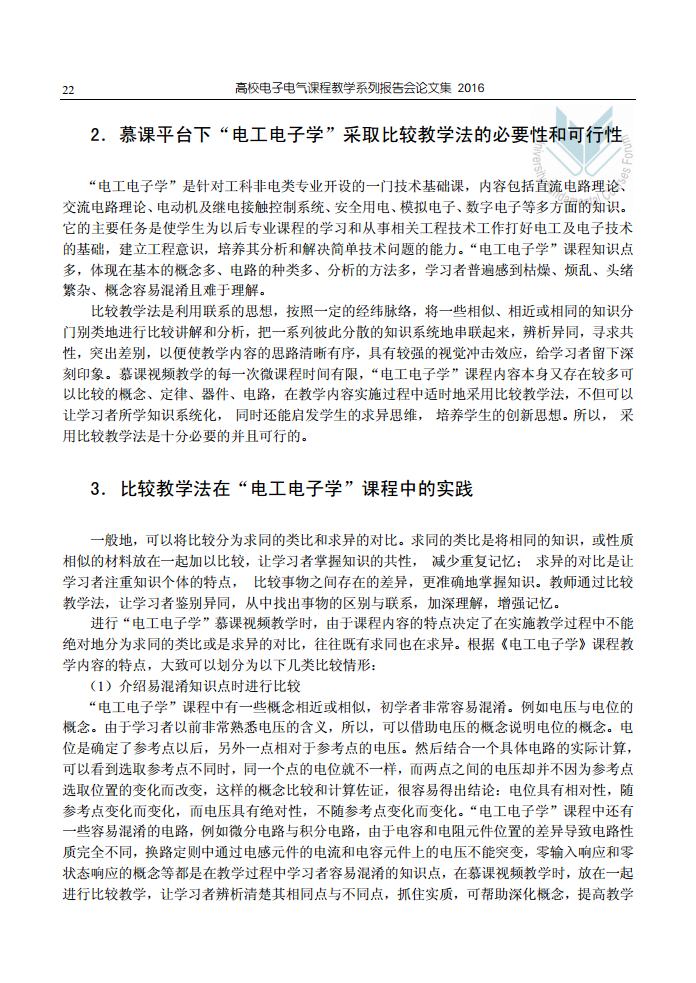 22 高校电子电气课程教学系列报告会论文集 2016
2．慕课平台下“电工电子学”采取比较教学法的必要性和可行性
“电工电子学”是针对工科非电类专业开设的一门技术基础课，内容包括直流电路理论、
交流电路理论、电动机及继电接触控制系统、安全用电、模拟电子、数字电子等多方面的知识。
它的主要任务是使学生为以后专业课程的学习和从事相关工程技术工作打好电工及电子技术
的基础，建立工程意识，培养其分析和解决简单技术问题的能力。“电工电子学”课程知识点
多，体现在基本的概念多、电路的种类多、分析的方法多，学习者普遍感到枯燥、烦乱、头绪
繁杂、概念容易混淆且难于理解。
比较教学法是利用联系的思想，按照一定的经纬脉络，将一些相似、相近或相同的知识分
门别类地进行比较讲解和分析，把一系列彼此分散的知识系统地串联起来，辨析异同，寻求共
性，突出差别，以便使教学内容的思路清晰有序，具有较强的视觉冲击效应，给学习者留下深
刻印象。慕课视频教学的每一次微课程时间有限，“电工电子学”课程内容本身又存在较多可
以比较的概念、定律、器件、电路，在教学内容实施过程中适时地采用比较教学法，不但可以
让学习者所学知识系统化， 同时还能启发学生的求异思维， 培养学生的创新思想。所以， 采
用比较教学法是十分必要的并且可行的。
3．比较教学法在“电工电子学”课程中的实践
一般地，可以将比较分为求同的类比和求异的对比。求同的类比是将相同的知识，或性质
相似的材料放在一起加以比较，让学习者掌握知识的共性， 减少重复记忆； 求异的对比是让
学习者注重知识个体的特点， 比较事物之间存在的差异，更准确地掌握知识。教师通过比较
教学法，让学习者鉴别异同，从中找出事物的区别与联系，加深理解，增强记忆。
进行“电工电子学”慕课视频教学时，由于课程内容的特点决定了在实施教学过程中不能
绝对地分为求同的类比或是求异的对比，往往既有求同也在求异。根据《电工电子学》课程教
学内容的特点，大致可以划分为以下几类比较情形：
（1）介绍易混淆知识点时进行比较
“电工电子学”课程中有一些概念相近或相似，初学者非常容易混淆。例如电压与电位的
概念。由于学习者以前非常熟悉电压的含义，所以，可以借助电压的概念说明电位的概念。电
位是确定了参考点以后，另外一点相对于参考点的电压。然后结合一个具体电路的实际计算，
可以看到选取参考点不同时，同一个点的电位就不一样，而两点之间的电压却并不因为参考点
选取位置的变化而改变，这样的概念比较和计算佐证，很容易得出结论：电位具有相对性，随
参考点变化而变化，而电压具有绝对性，不随参考点变化而变化。“电工电子学”课程中还有
一些容易混淆的电路，例如微分电路与积分电路，由于电容和电阻元件位置的差异导致电路性
质完全不同，换路定则中通过电感元件的电流和电容元件上的电压不能突变，零输入响应和零
状态响应的概念等都是在教学过程中学习者容易混淆的知识点，在慕课视频教学时，放在一起
进行比较教学，让学习者辨析清楚其相同点与不同点，抓住实质，可帮助深化概念，提高教学